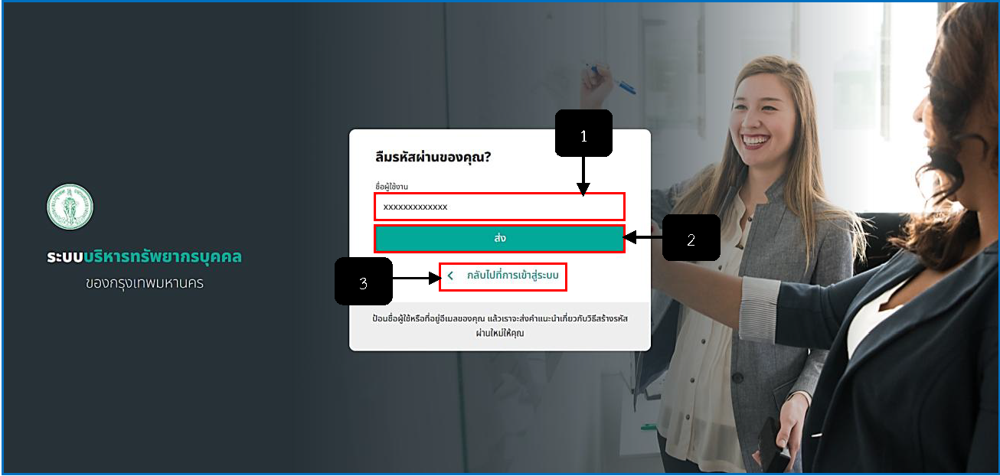 1
ลืมรหัสผ่านของคุณ?
ชื่อผู้ใช้งาน
xxxxxxxxxxxxx
ส่ง
2
3
กลับไปที่การเข้าสู่ระบบ
ป้อนชื่อผู้ใช้หรือที่อยู่อีเมลของคุณ แล้วเราจะส่งคำแนะนำเกี่ยวกับวิธีสร้างรหัส
ผ่านใหม่ให้คุณ
ระบบบริหารทรัพยากรบุคคล
ของกรุงเทพมหานคร